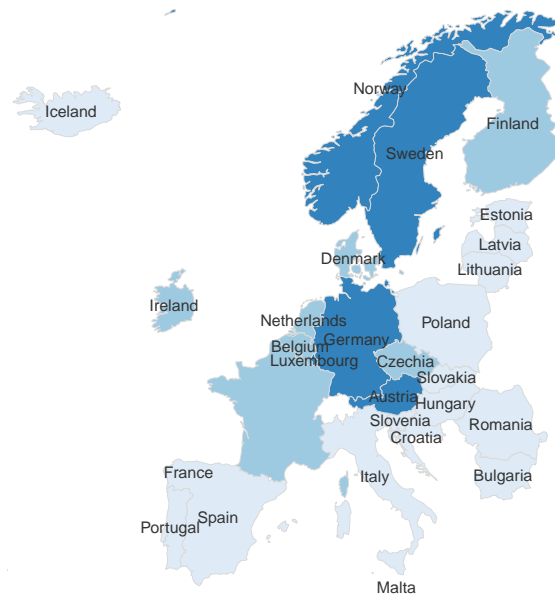 Norway
Iceland
Finland
Sweden
Estonia
Latvia
Denmark
Lithuania
Ireland
Netherlands
Poland
Germany
Belgium
Luxembourg
Czechia
Slovakia
Austria
Hungary
Slovenia
Romania
Croatia
France
Italy
Bulgaria
Spain
Portugal
Malta